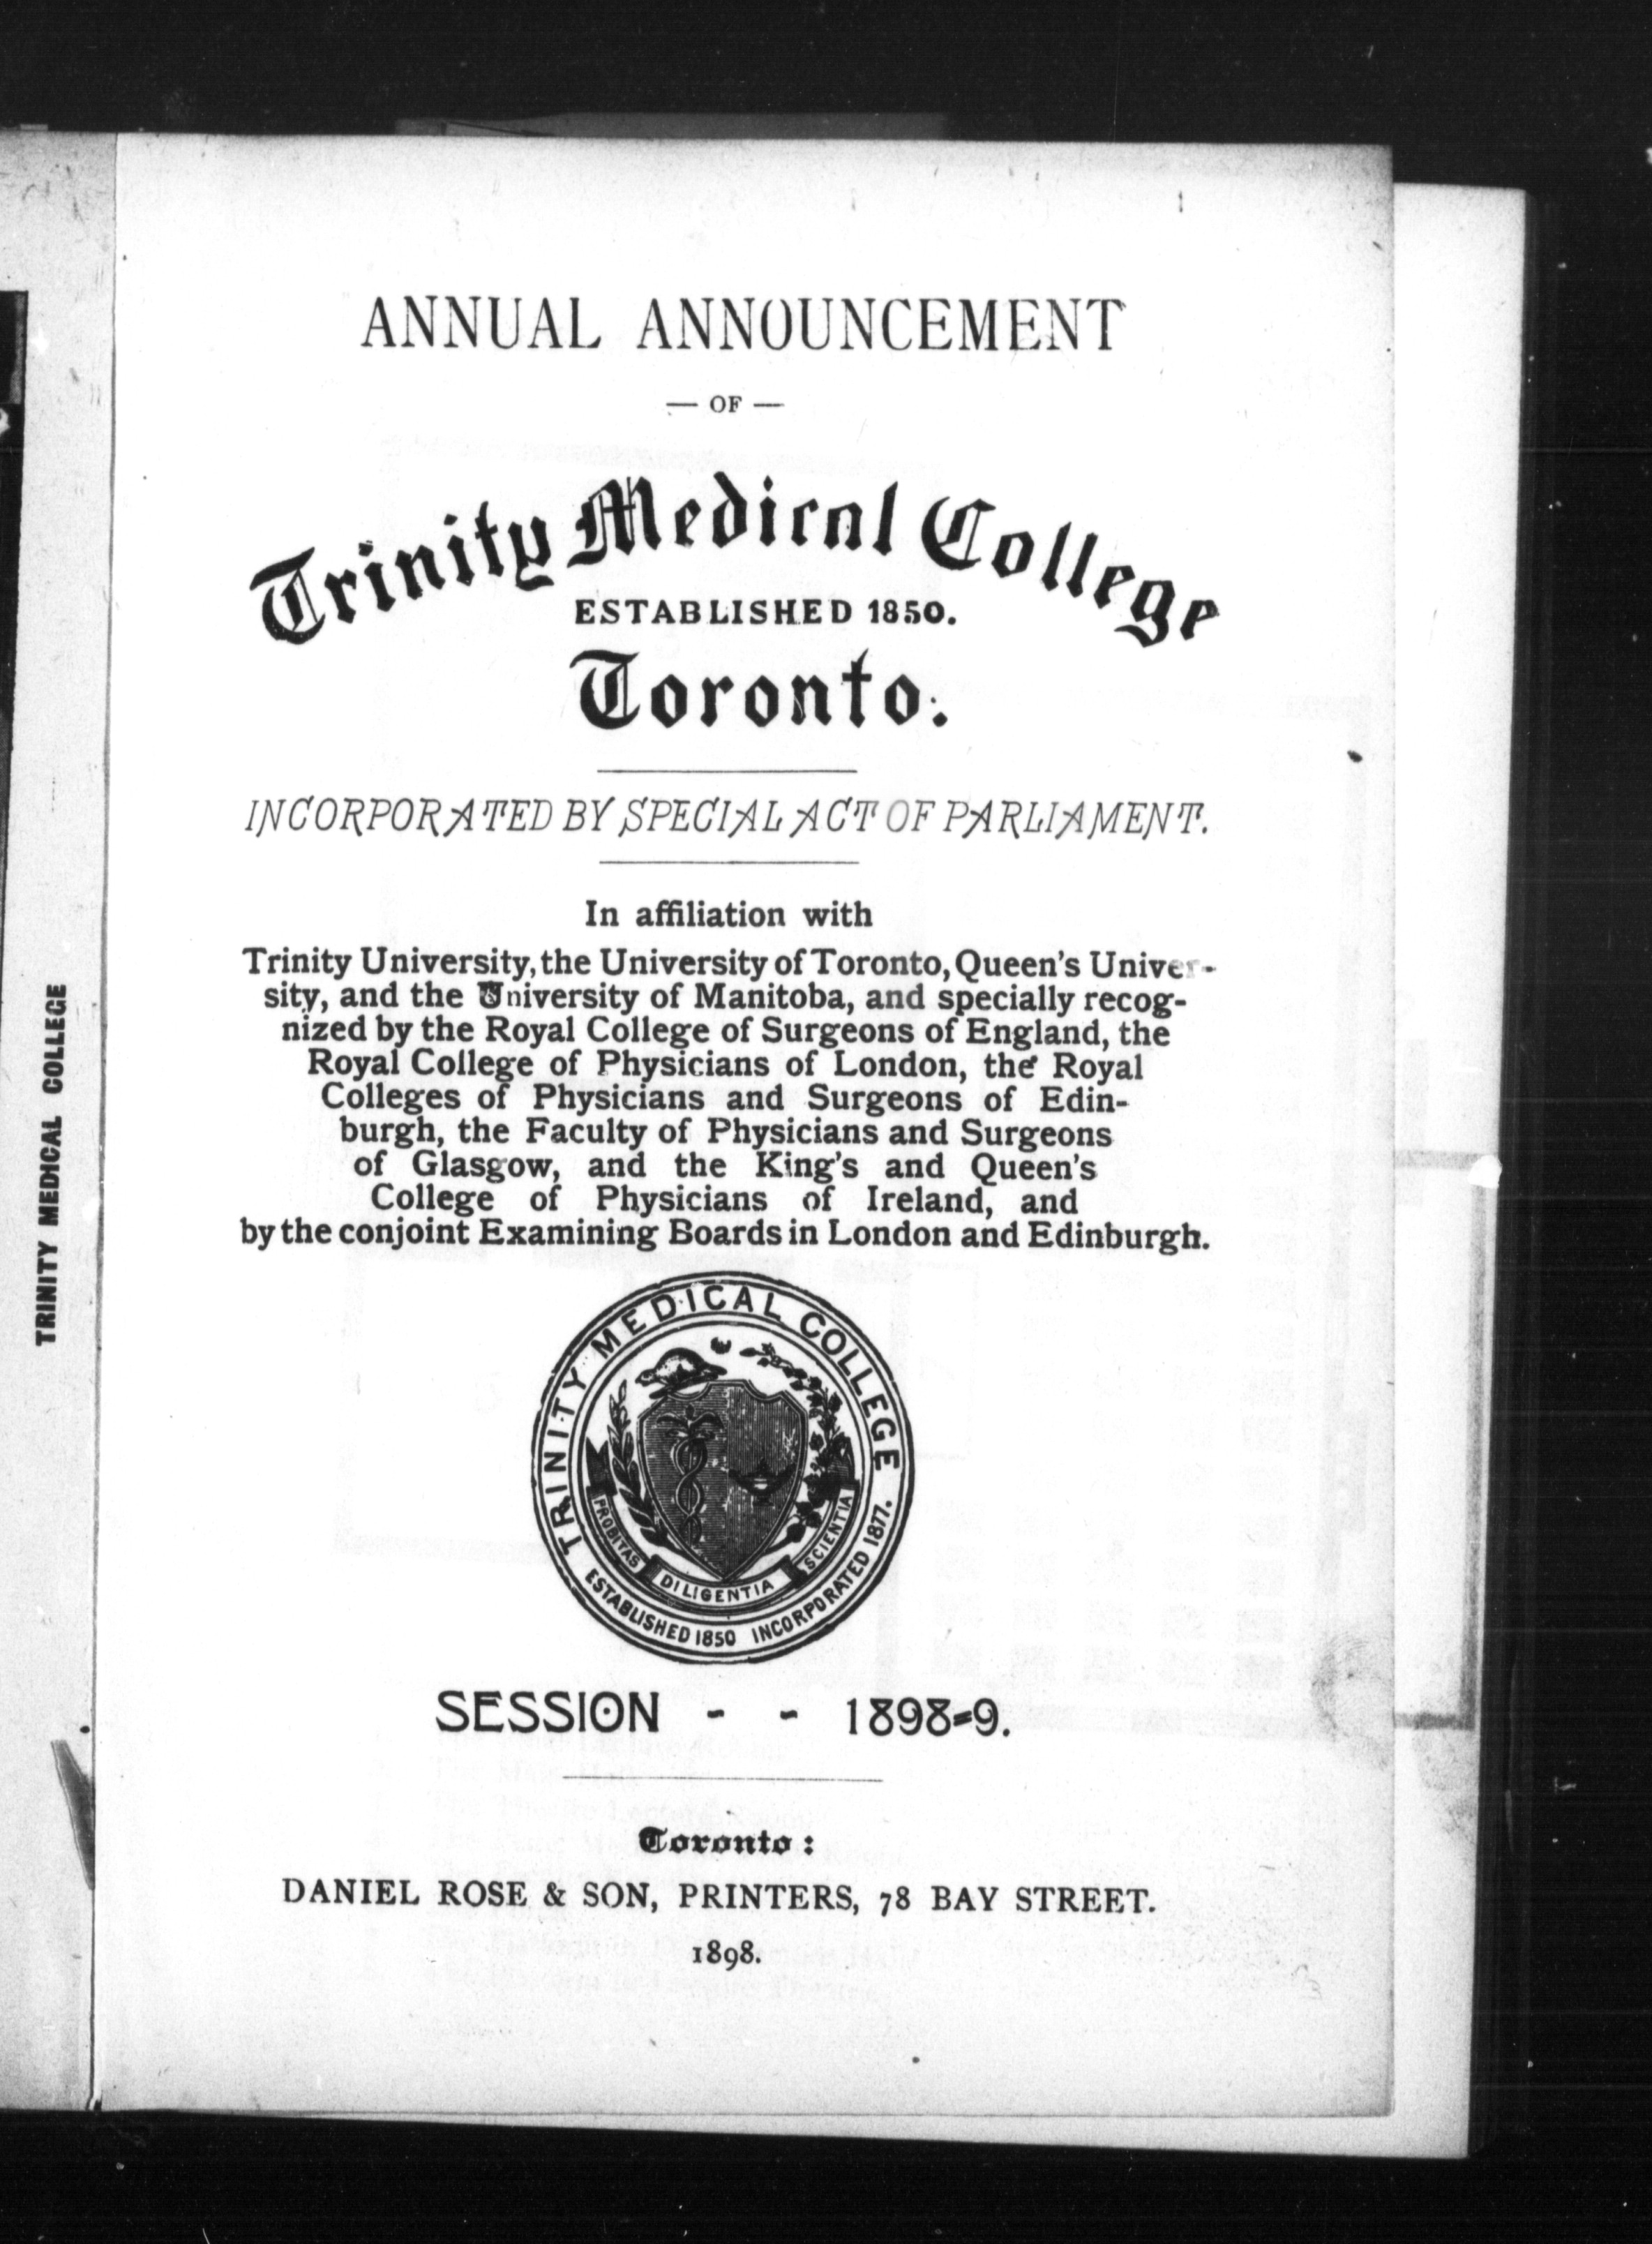 TRINITY MEDICAL COLLEGE
ANNUAL ANNOUNCEMENT
— OF —
Trinity Medical College
ESTABLISHED 1850.
Toronto.
INCORPORATED BY SPECIAL ACT OF PARLIAMENT.
In affiliation with
Trinity University, the University of Toronto, Queen's Univer-
sity, and the University of Manitoba, and specially recog-
nized by the Royal College of Surgeons of England, the
Royal College of Physicians of London, the Royal
Colleges of Physicians and Surgeons of Edin-
burgh, the Faculty of Physicians and Surgeons
of Glasgow, and the King's and Queen's
College of Physicians of Ireland, and
by the conjoint Examining Boards in London and Edinburgh.
TRINITY MEDICAL COLLEGE
PROBITAS DILIGENTIA SCIENTIA
ESTABLISHED 1850 INCORPORATED 1877.
SESSION - - 1898-9.
Toronto:
DANIEL ROSE & SON, PRINTERS, 78 BAY STREET.
1898.